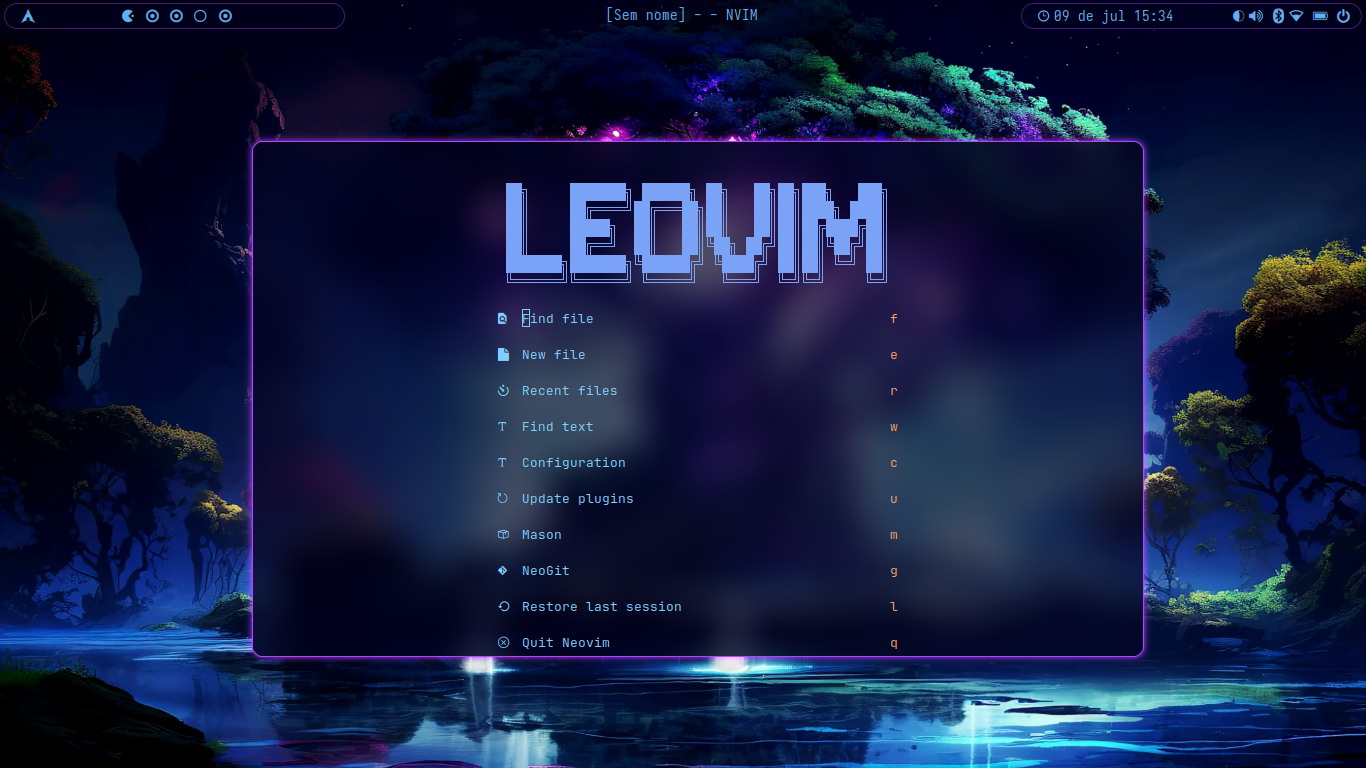 [Sem nome] - - NVIM
09 de jul 15:34
LEOVIM
Find file f
New file e
Recent files r
Find text w
Configuration c
Update plugins u
Mason m
NeoGit g
Restore last session l
Quit Neovim q